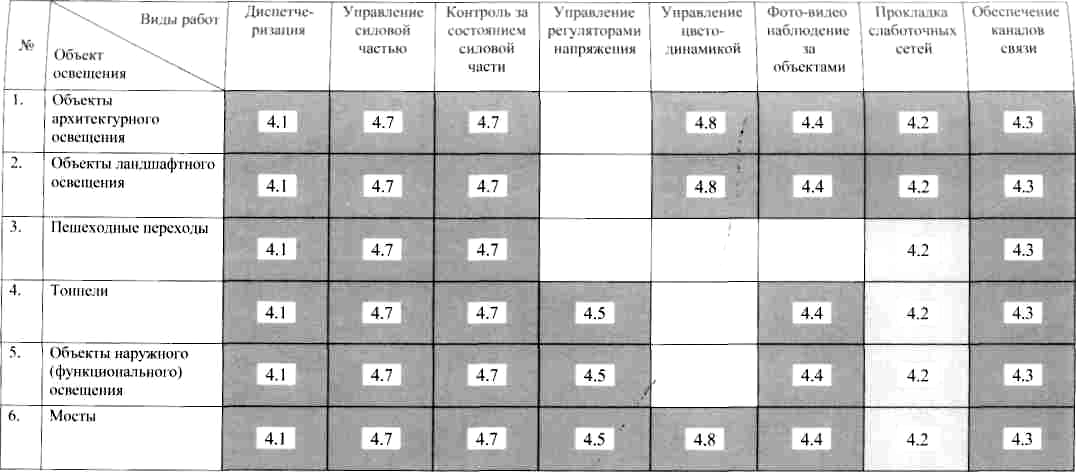 №
Виды работ
Объект
освещения
Диспетче-
ризация
Управление
силовой
частью
Контроль за
состоянием
силовой
части
Управление
регуляторами
напряжения
Управление
цвето-
динамикой
Фото-видео
наблюдение
за
объектами
Прокладка
слаботочных
сетей
Обеспечение
каналов
связи
1.
Объекты
архитектурного
освещения
4.1
4.7
4.7
4.8
4.4
4.2
4.3
2.
Объекты ландшафтного
освещения
4.1
4.7
4.7
4.8
4.4
4.2
4.3
3.
Пешеходные переходы
4.1
4.7
4.7
4.2
4.3
4.
Тоннели
4.1
4.7
4.7
4.5
4.4
4.2
4.3
5.
Объекты наружного
(функционального)
освещения
4.1
4.7
4.7
4.5
4.4
4.2
4.3
6.
Мосты
4.1
4.7
4.7
4.5
4.8
4.4
4.2
4.3